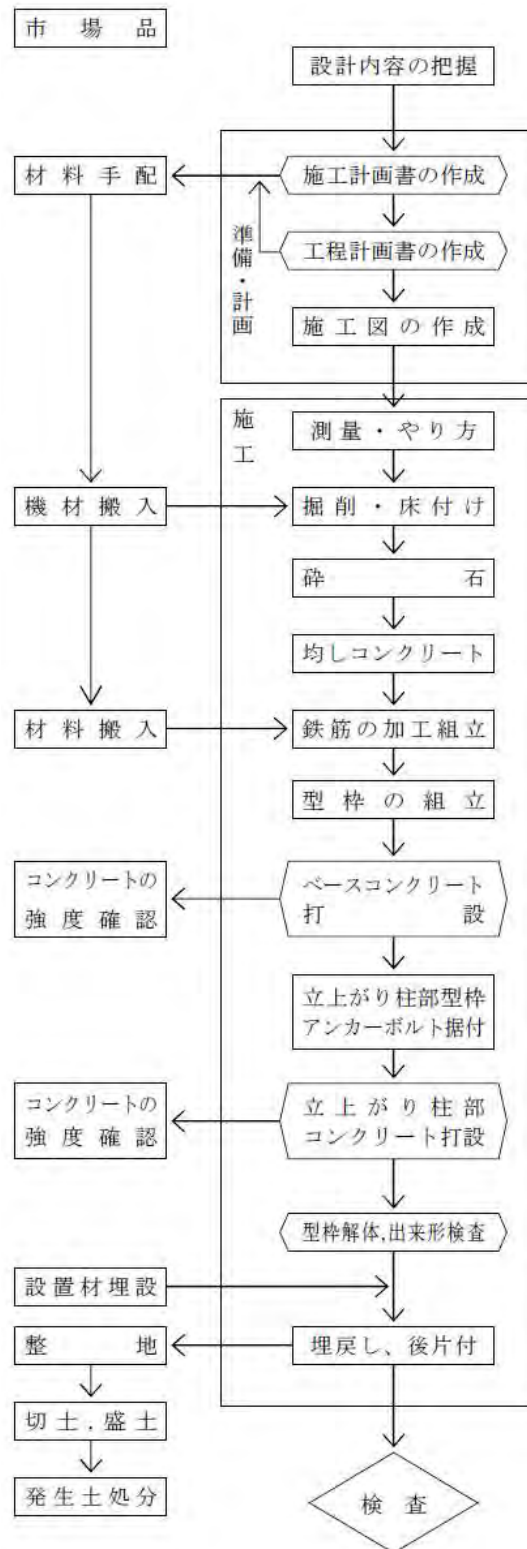 市場品
設計内容の把握
材料手配
施工計画書の作成
準備・計画
工程計画書の作成
施工図の作成
施工
測量・やり方
機材搬入
掘削・床付け
砕石
均しコンクリート
材料搬入
鉄筋の加工組立
型枠の組立
コンクリートの
強度確認
ベースコンクリート
打設
立上がり柱部型枠
アンカーボルト据付
コンクリートの
強度確認
立上がり柱部
コンクリート打設
型枠解体,出来形検査
設置材埋設
整地
埋戻し、後片付
切土,盛土
発生土処分
検査